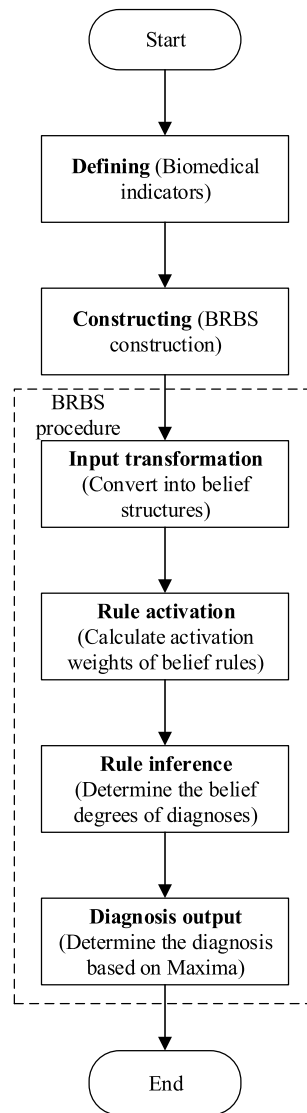 Start
Defining (Biomedical
indicators)
Constructing (BRBS
construction)
BRBS
procedure
Input transformation
(Convert into belief
structures)
Rule activation
(Calculate activation
weights of belief rules)
Rule inference
(Determine the belief
degrees of diagnoses)
Diagnosis output
(Determine the diagnosis
based on Maxima)
End